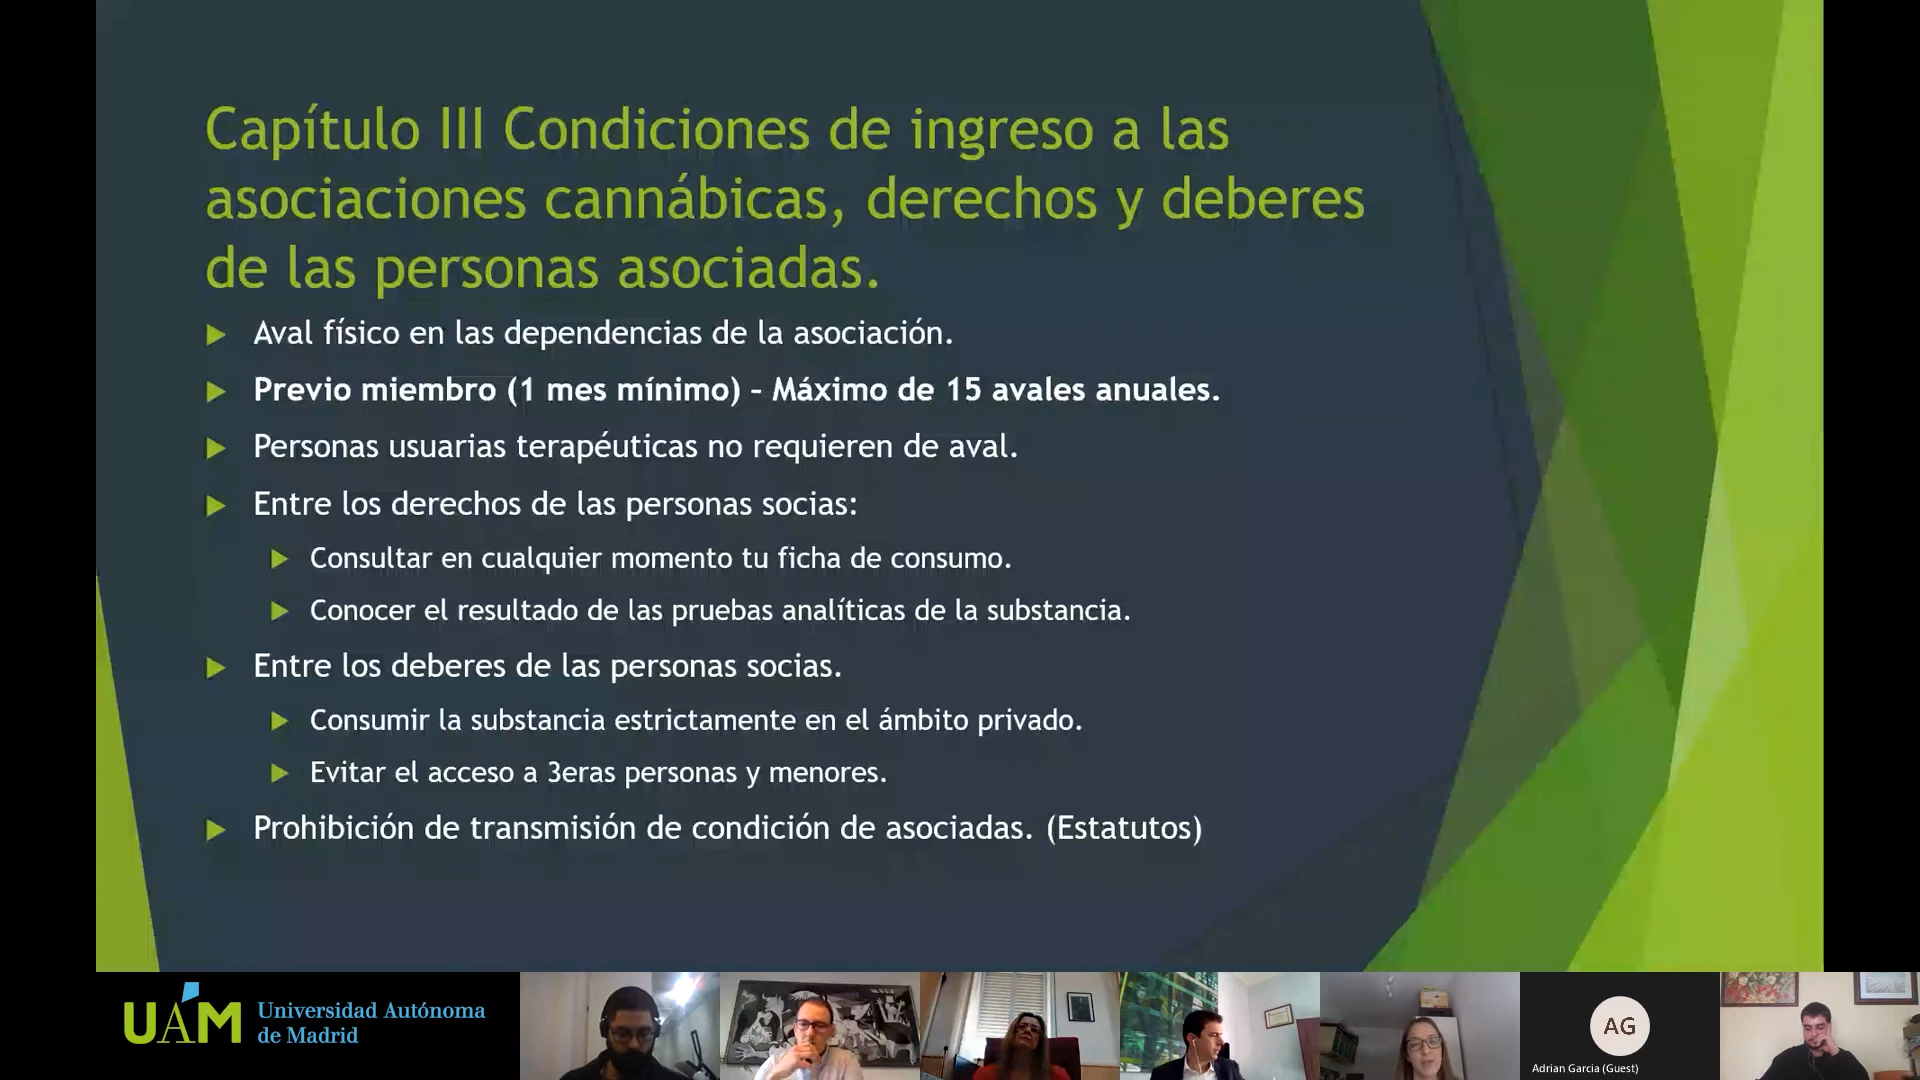 Capítulo III Condiciones de ingreso a las
asociaciones cannábicas, derechos y deberes
de las personas asociadas.
Aval físico en las dependencias de la asociación.
Previo miembro (1 mes mínimo) – Máximo de 15 avales anuales.
Personas usuarias terapéuticas no requieren de aval.
Entre los derechos de las personas socias:
Consultar en cualquier momento tu ficha de consumo.
Conocer el resultado de las pruebas analíticas de la substancia.
Entre los deberes de las personas socias.
Consumir la substancia estrictamente en el ámbito privado.
Evitar el acceso a 3eras personas y menores.
Prohibición de transmisión de condición de asociadas. (Estatutos)
UAM
Universidad Autónoma
de Madrid
AG
Adrian Garcia (Guest)